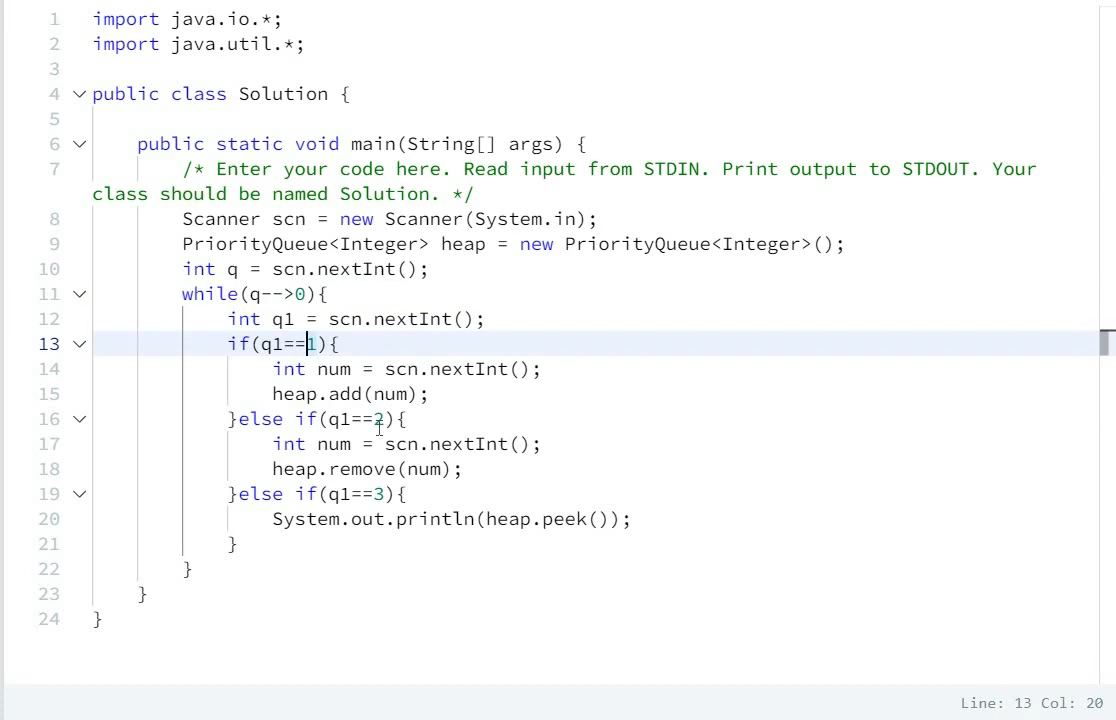 1 import java.io.*;
2 import java.util.*;
3
4 public class Solution {
5
6 public static void main(String[] args) {
7 /* Enter your code here. Read input from STDIN. Print output to STDOUT. Your
class should be named Solution. */
8 Scanner scn = new Scanner(System.in);
9 PriorityQueue<Integer> heap = new PriorityQueue<Integer>();
10 int q = scn.nextInt();
11 while(q-->0){
12 int q1 = scn.nextInt();
13 if(q1==1){
14 int num = scn.nextInt();
15 heap.add(num);
16 }else if(q1==2){
17 int num = scn.nextInt();
18 heap.remove(num);
19 }else if(q1==3){
20 System.out.println(heap.peek());
21 }
22 }
23 }
24 }
Line: 13 Col: 20